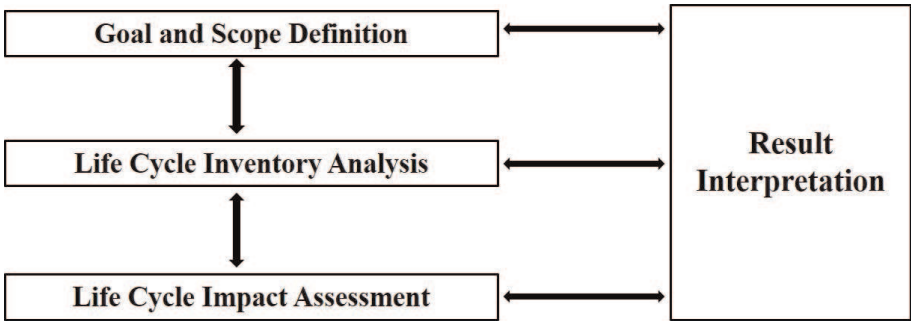 Goal and Scope Definition
Life Cycle Inventory Analysis
Life Cycle Impact Assessment
Result
Interpretation